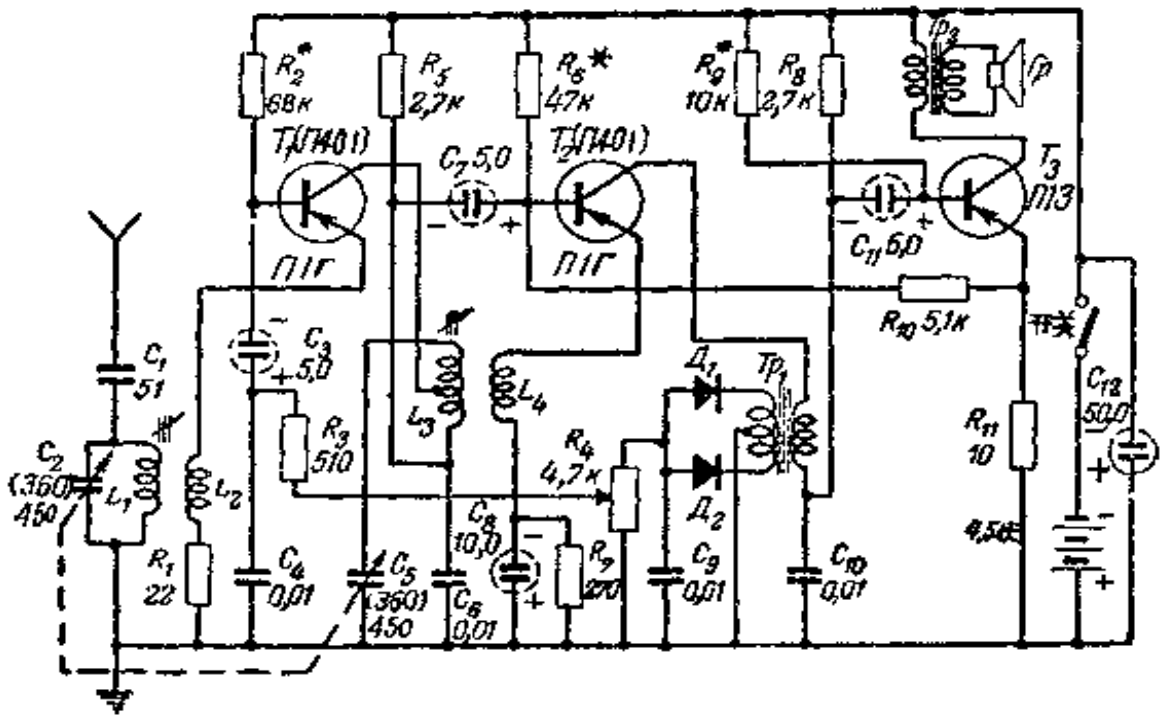 R2*
68к
R5
2,7к
R6*
47к
R9*
10к
R8
2,7к
Тр2
Гр
T1(П401)
П1Г
C7 5,0
T2(П401)
П1Г
C11 5,0
T3
П13
R10 5,1к
C1
51
C2
(360)
450
L1
L2
R1
22
C3
5,0
R3
510
C4
0,01
C5
(360)
450
L3
C6
0,01
L4
C8
10,0
R7
270
R4
4,7к
Д1
Д2
Тр1
C9
0,01
C10
0,01
R11
10
C12
50,0
4,5в